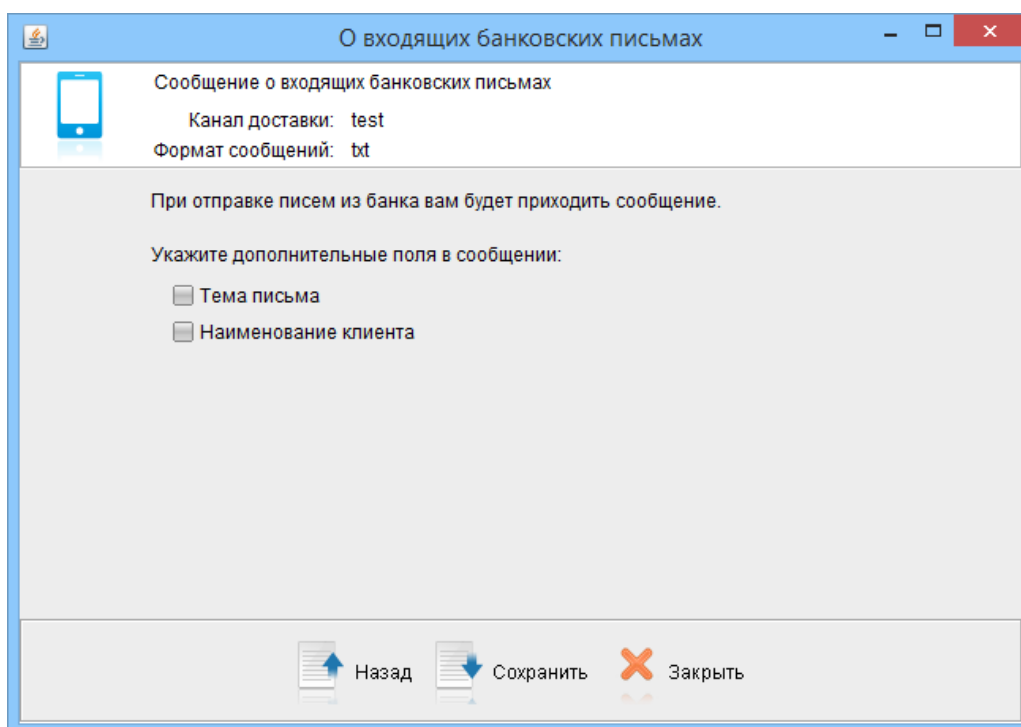 О входящих банковских письмах
Сообщение о входящих банковских письмах
Канал доставки: test
Формат сообщений: txt
При отправке писем из банка вам будет приходить сообщение.
Укажите дополнительные поля в сообщении:
Тема письма
Наименование клиента
Назад Сохранить Закрыть